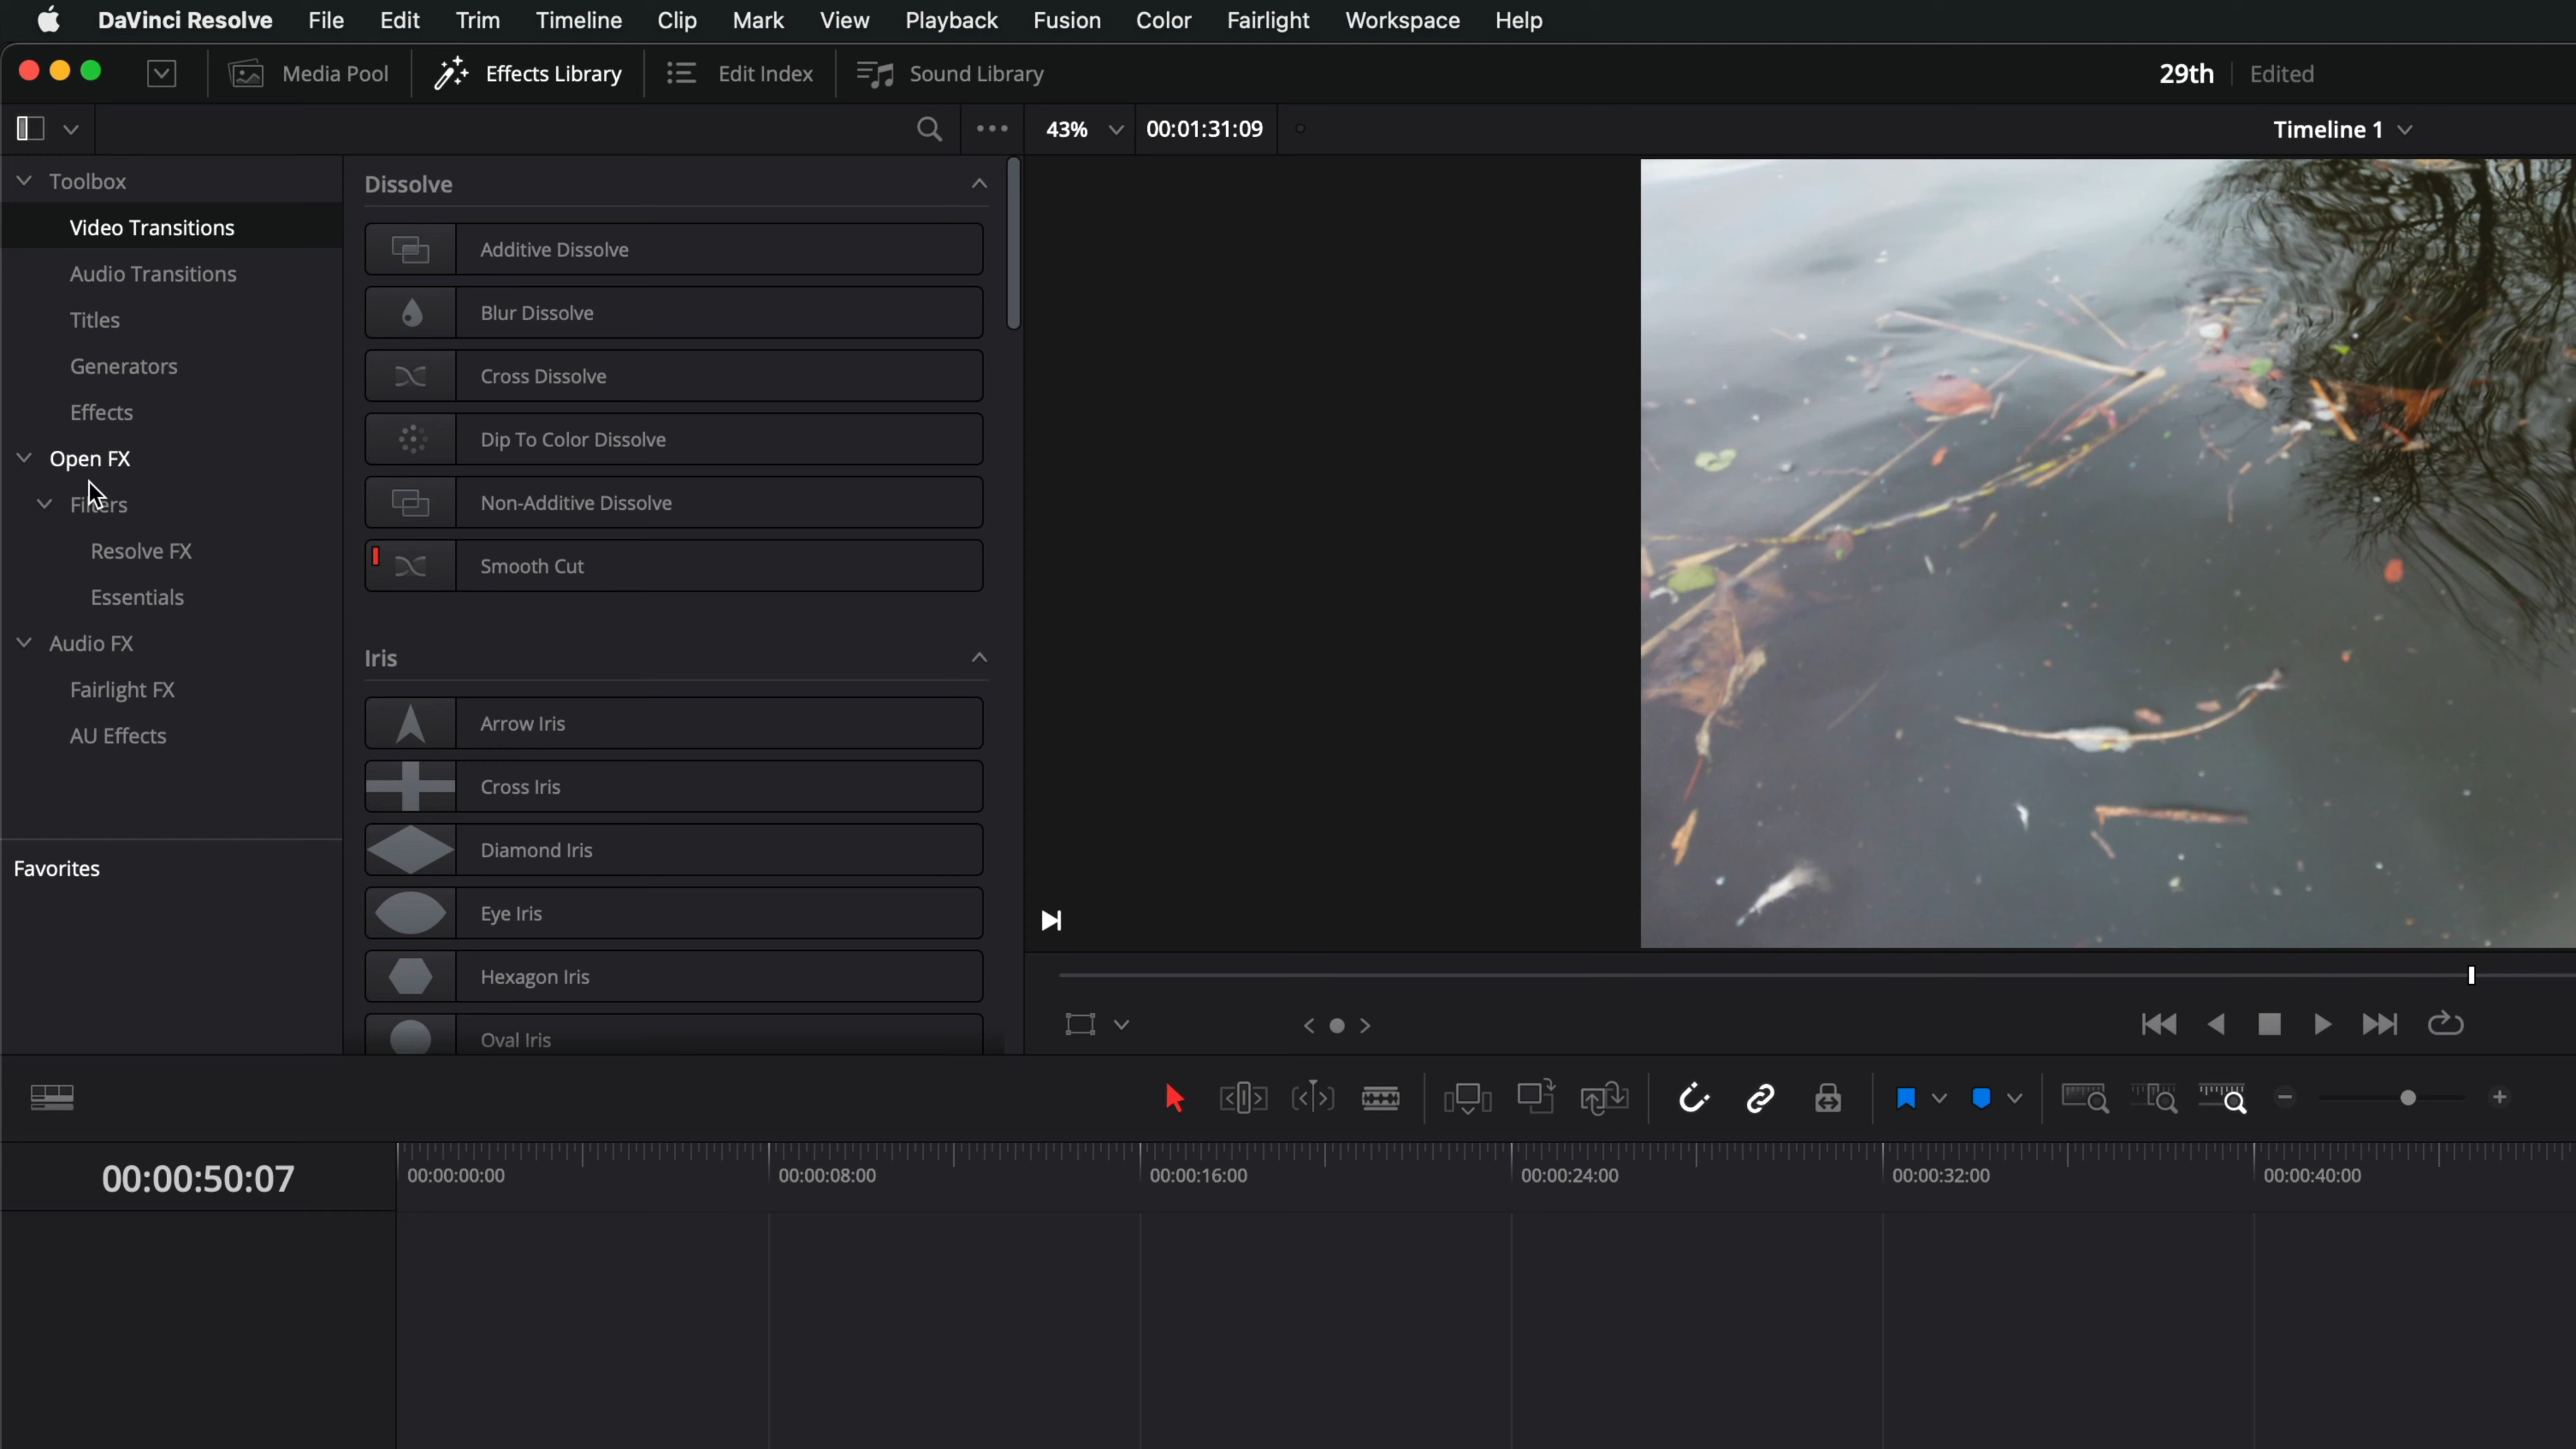 DaVinci Resolve File Edit Trim Timeline Clip Mark View Playback Fusion Color Fairlight Workspace Help
Media Pool Effects Library Edit Index Sound Library 29th Edited
43% 00:01:31:09 Timeline 1
Toolbox
Video Transitions
Audio Transitions
Titles
Generators
Effects
Open FX
Filters
Resolve FX
Essentials
Audio FX
Fairlight FX
AU Effects
Favorites
Dissolve
Additive Dissolve
Blur Dissolve
Cross Dissolve
Dip To Color Dissolve
Non-Additive Dissolve
Smooth Cut
Iris
Arrow Iris
Cross Iris
Diamond Iris
Eye Iris
Hexagon Iris
Oval Iris
00:00:50:07
00:00:00:00 00:00:08:00 00:00:16:00 00:00:24:00 00:00:32:00 00:00:40:00